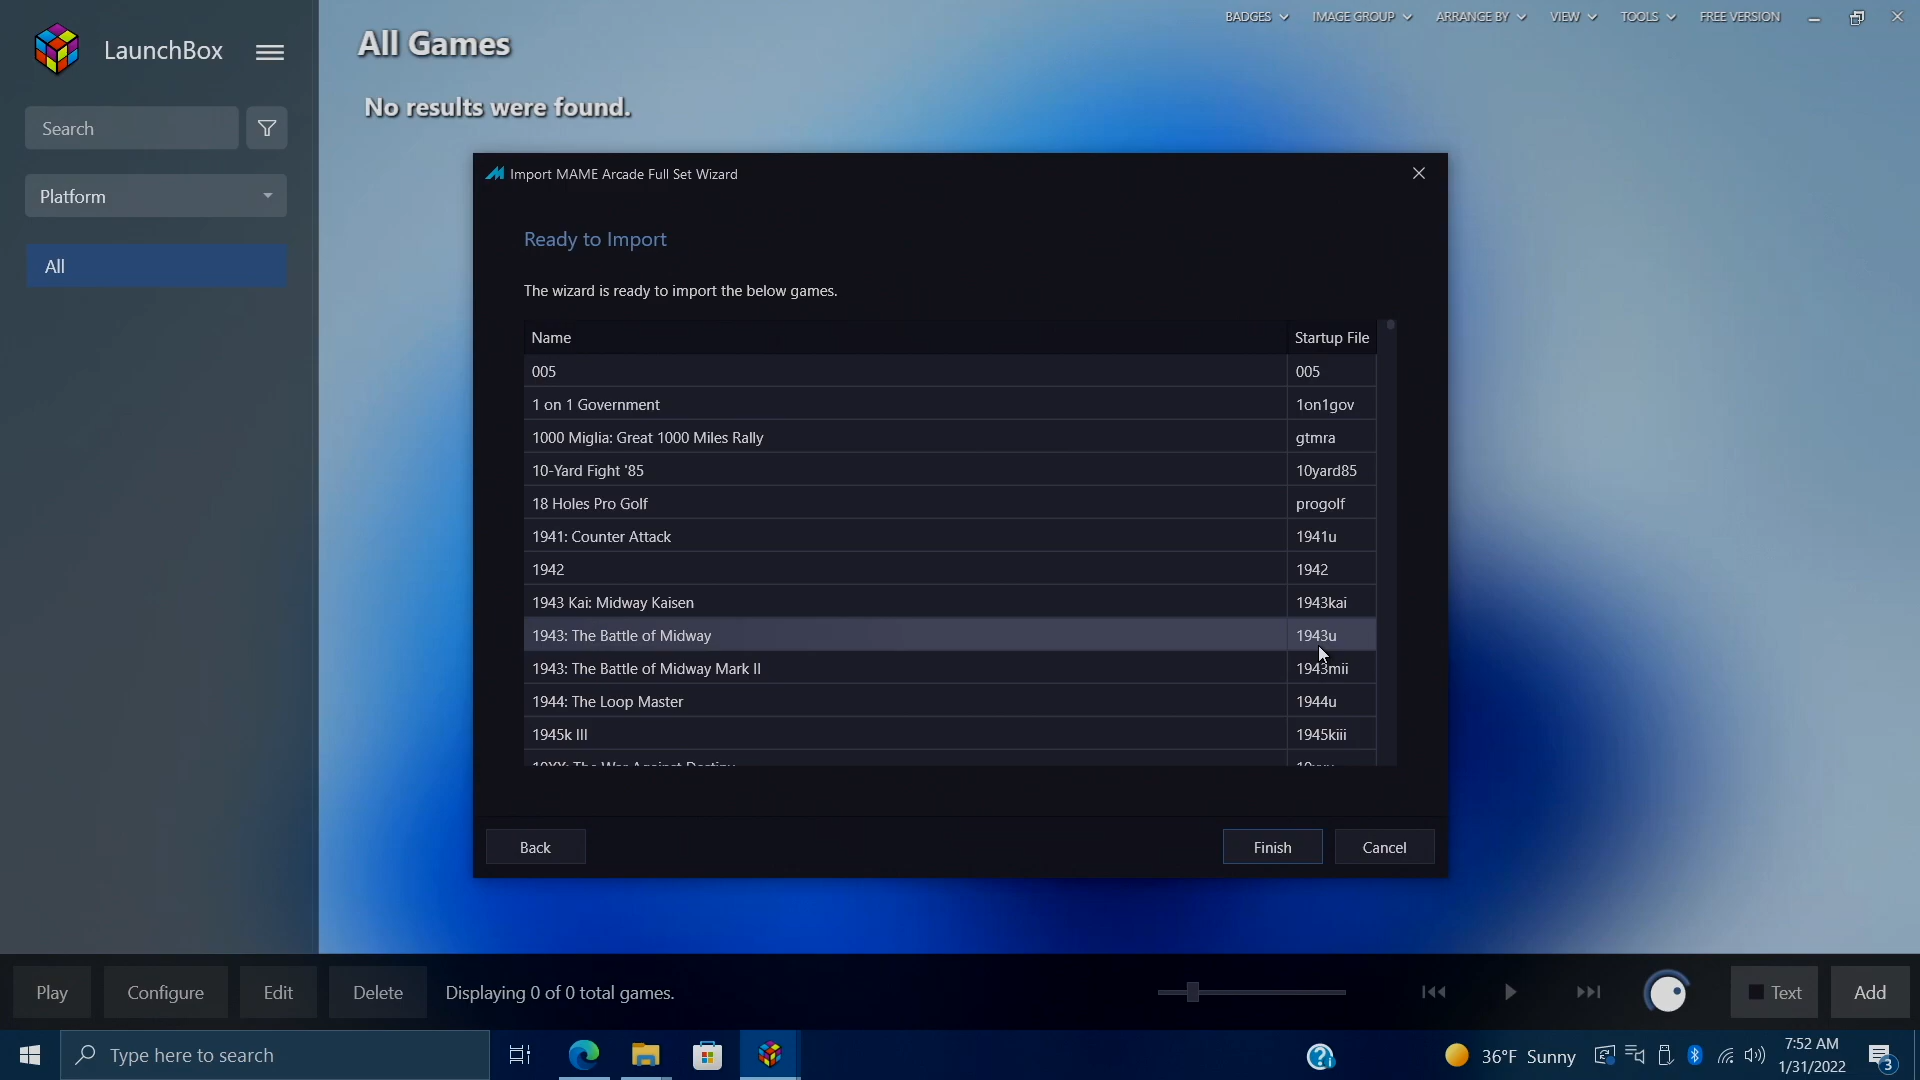 LaunchBox
Search
Platform
All
All Games
No results were found.
BADGES
IMAGE GROUP
ARRANGE BY
VIEW
TOOLS
FREE VERSION
Import MAME Arcade Full Set Wizard
Ready to Import
The wizard is ready to import the below games.
Name Startup File
005 005
1 on 1 Government 1on1gov
1000 Miglia: Great 1000 Miles Rally gtmra
10-Yard Fight '85 10yard85
18 Holes Pro Golf progolf
1941: Counter Attack 1941u
1942 1942
1943 Kai: Midway Kaisen 1943kai
1943: The Battle of Midway 1943u
1943: The Battle of Midway Mark II 1943mii
1944: The Loop Master 1944u
1945k III 1945kiii
Back
Finish
Cancel
Play
Configure
Edit
Delete
Displaying 0 of 0 total games.
Text
Add
Type here to search
36°F Sunny
7:52 AM
1/31/2022
3